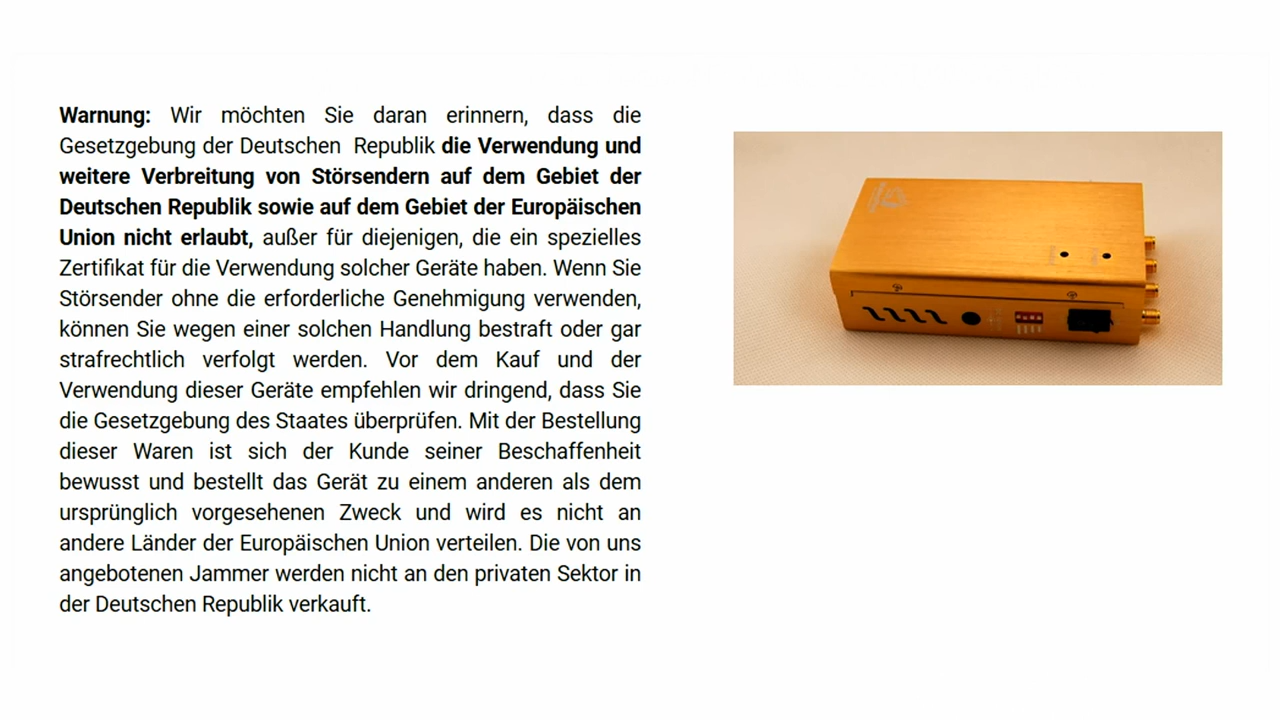 Warnung: Wir möchten Sie daran erinnern, dass die
Gesetzgebung der Deutschen Republik die Verwendung und
weitere Verbreitung von Störsendern auf dem Gebiet der
Deutschen Republik sowie auf dem Gebiet der Europäischen
Union nicht erlaubt, außer für diejenigen, die ein spezielles
Zertifikat für die Verwendung solcher Geräte haben. Wenn Sie
Störsender ohne die erforderliche Genehmigung verwenden,
können Sie wegen einer solchen Handlung bestraft oder gar
strafrechtlich verfolgt werden. Vor dem Kauf und der
Verwendung dieser Geräte empfehlen wir dringend, dass Sie
die Gesetzgebung des Staates überprüfen. Mit der Bestellung
dieser Waren ist sich der Kunde seiner Beschaffenheit
bewusst und bestellt das Gerät zu einem anderen als dem
ursprünglich vorgesehenen Zweck und wird es nicht an
andere Länder der Europäischen Union verteilen. Die von uns
angebotenen Jammer werden nicht an den privaten Sektor in
der Deutschen Republik verkauft.